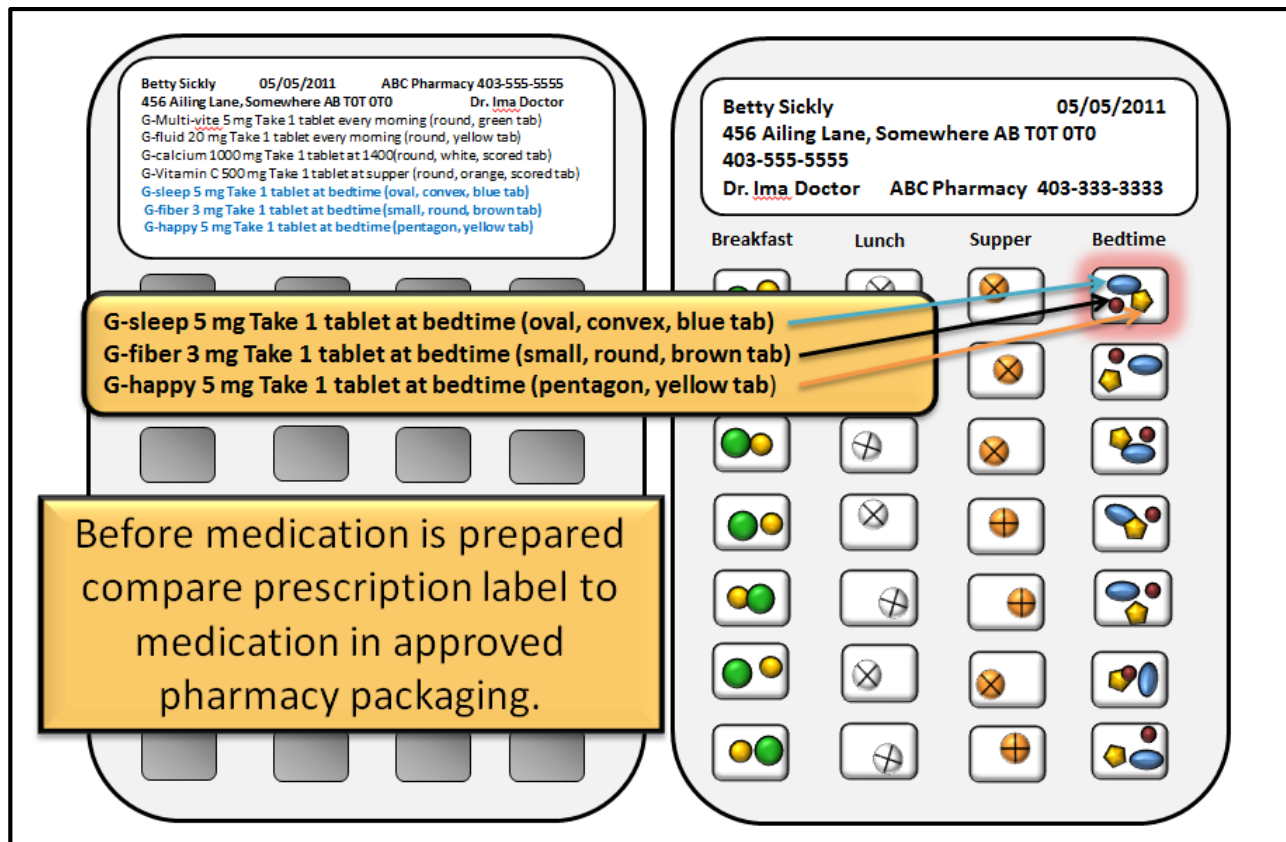 Betty Sickly 05/05/2011 ABC Pharmacy 403-555-5555
456 Ailing Lane, Somewhere AB T0T 0T0 Dr. Ima Doctor
G-Multi-vite 5 mg Take 1 tablet every morning (round, green tab)
G-fluid 20 mg Take 1 tablet every morning (round, yellow tab)
G-calcium 1000 mg Take 1 tablet at 1400(round, white, scored tab)
G-Vitamin C 500 mg Take 1 tablet at supper (round, orange, scored tab)
G-sleep 5 mg Take 1 tablet at bedtime (oval, convex, blue tab)
G-fiber 3 mg Take 1 tablet at bedtime (small, round, brown tab)
G-happy 5 mg Take 1 tablet at bedtime (pentagon, yellow tab)
Betty Sickly 05/05/2011
456 Ailing Lane, Somewhere AB T0T 0T0
403-555-5555
Dr. Ima Doctor ABC Pharmacy 403-333-3333
Breakfast Lunch Supper Bedtime
G-sleep 5 mg Take 1 tablet at bedtime (oval, convex, blue tab)
G-fiber 3 mg Take 1 tablet at bedtime (small, round, brown tab)
G-happy 5 mg Take 1 tablet at bedtime (pentagon, yellow tab)
Before medication is prepared
compare prescription label to
medication in approved
pharmacy packaging.